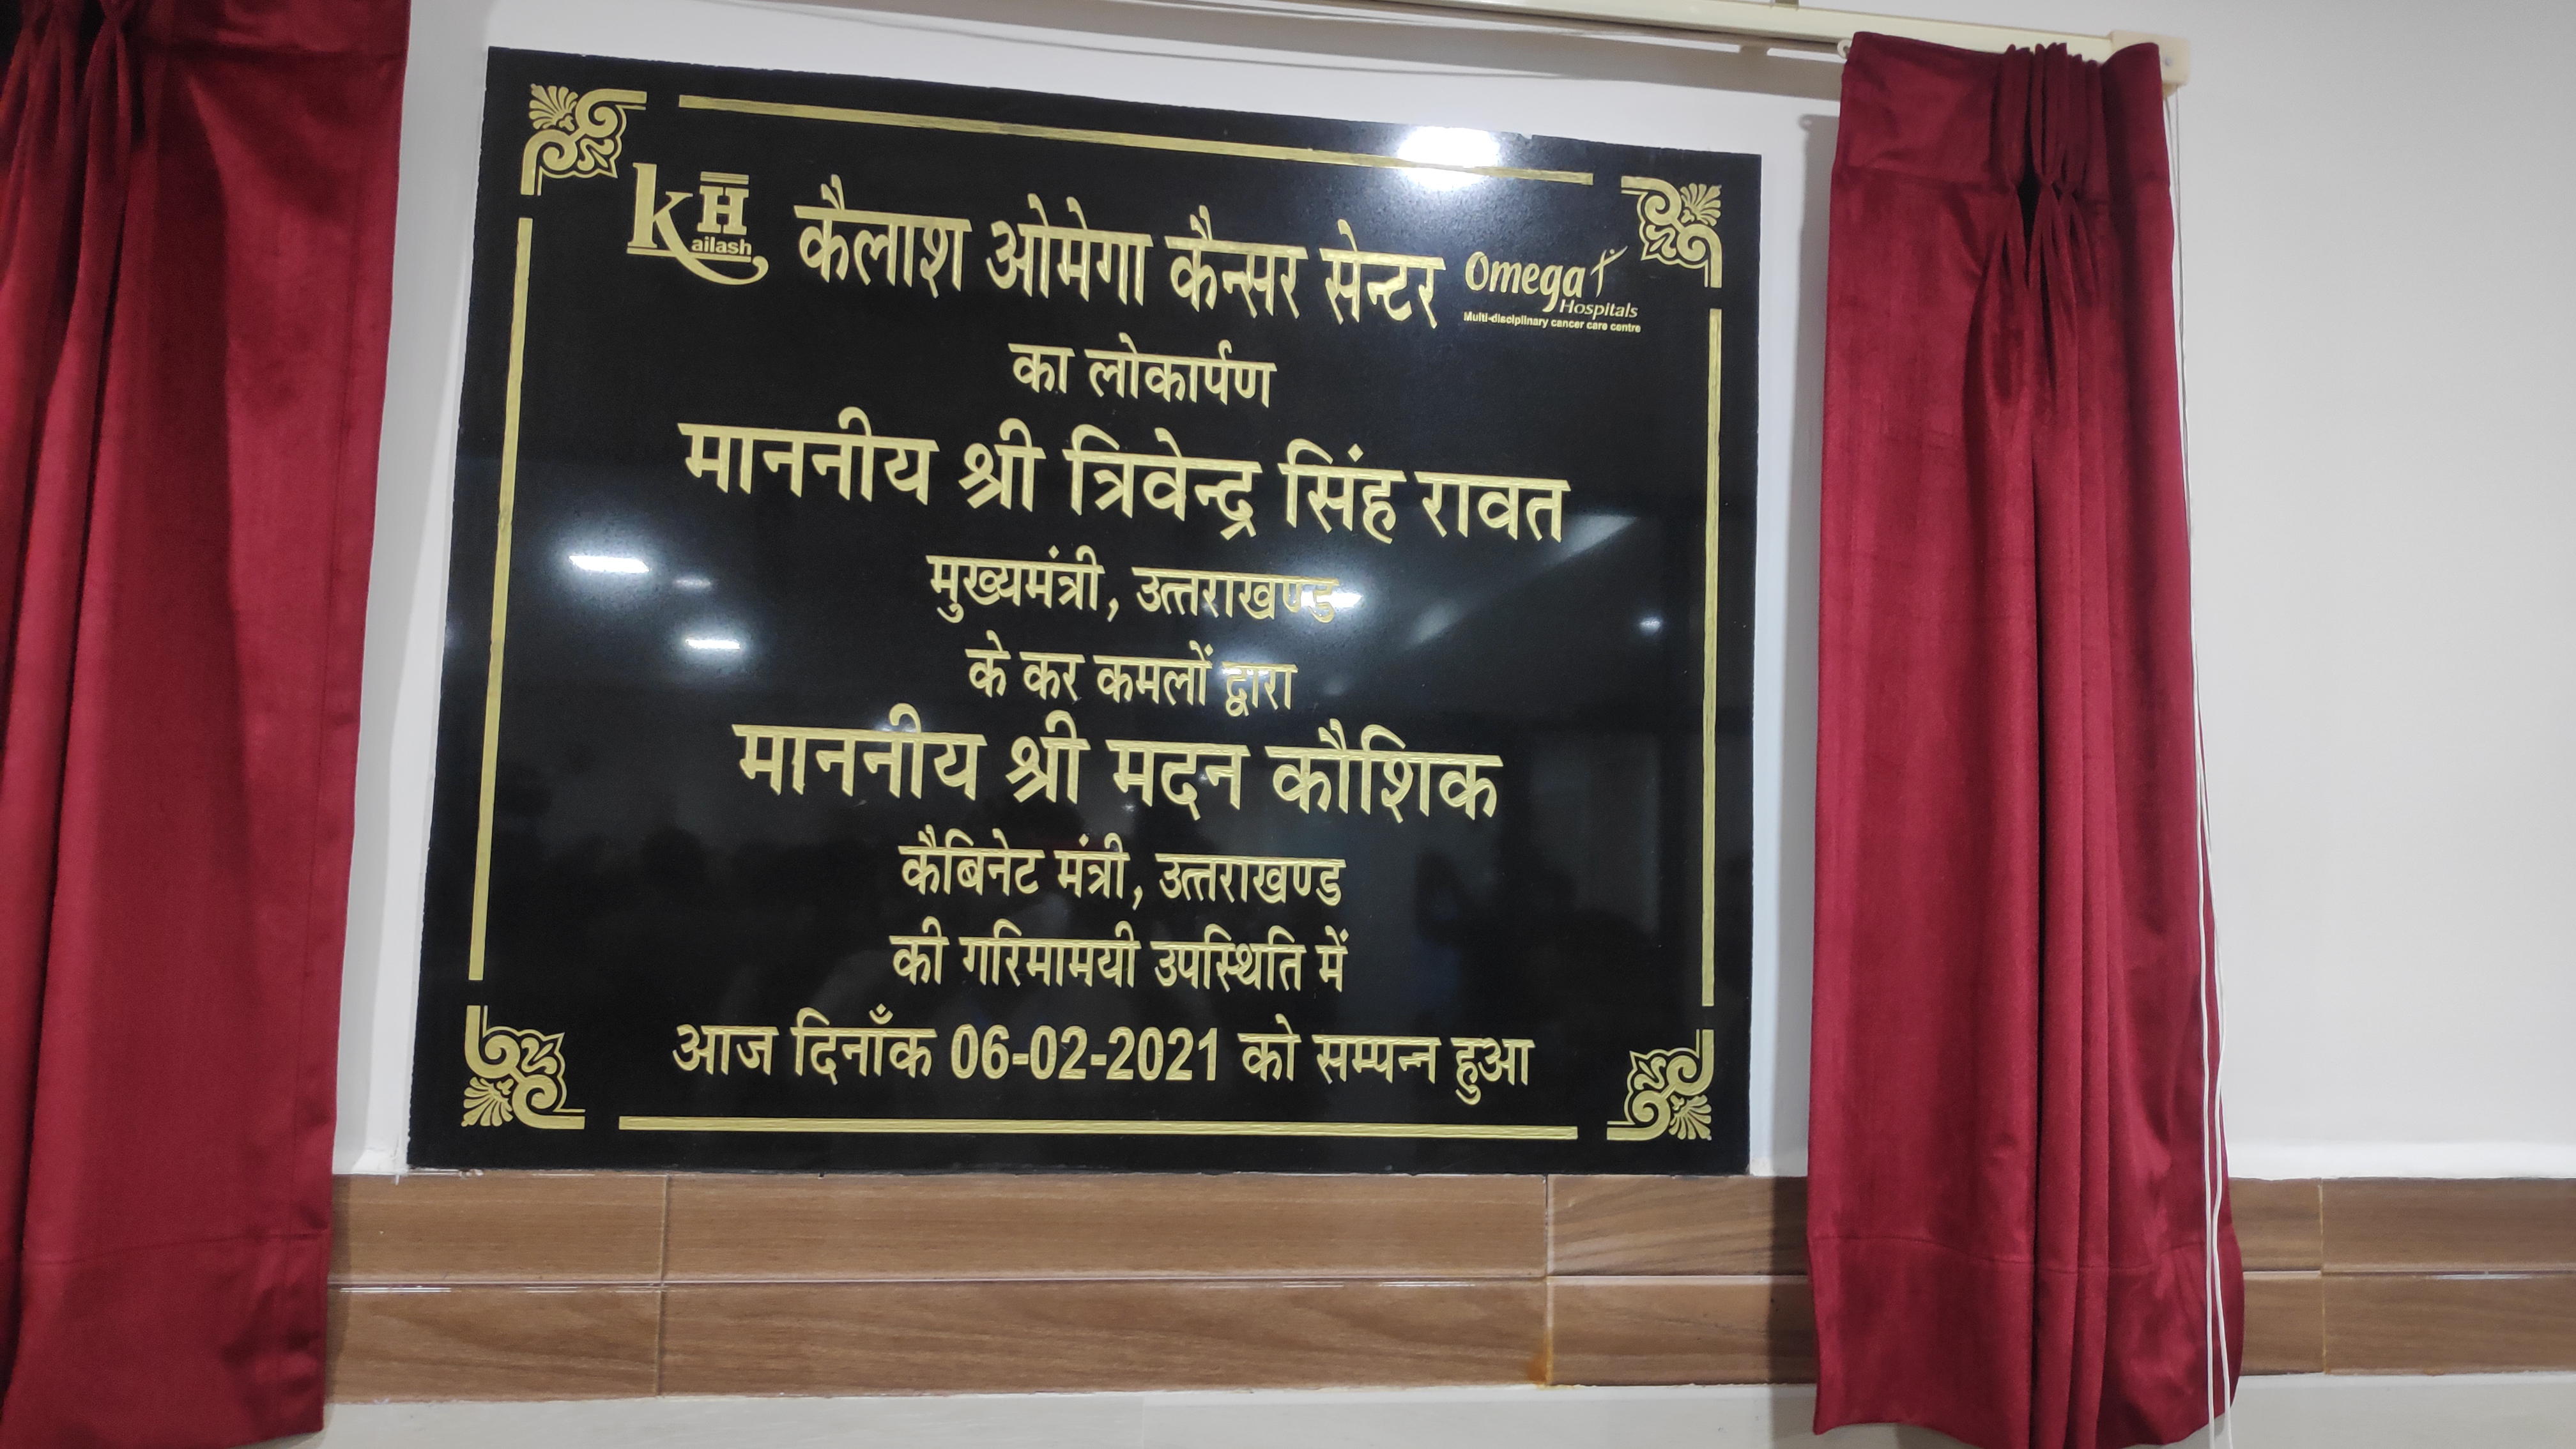 KH Kailash
कैलाश ओमेगा कैन्सर सेन्टर
Omega Hospitals
Multi-disciplinary cancer care centre
का लोकार्पण
माननीय श्री त्रिवेन्द्र सिंह रावत
मुख्यमंत्री, उत्तराखण्ड
के कर कमलों द्वारा
माननीय श्री मदन कौशिक
कैबिनेट मंत्री, उत्तराखण्ड
की गरिमामयी उपस्थिति में
आज दिनाँक 06-02-2021 को सम्पन्न हुआ